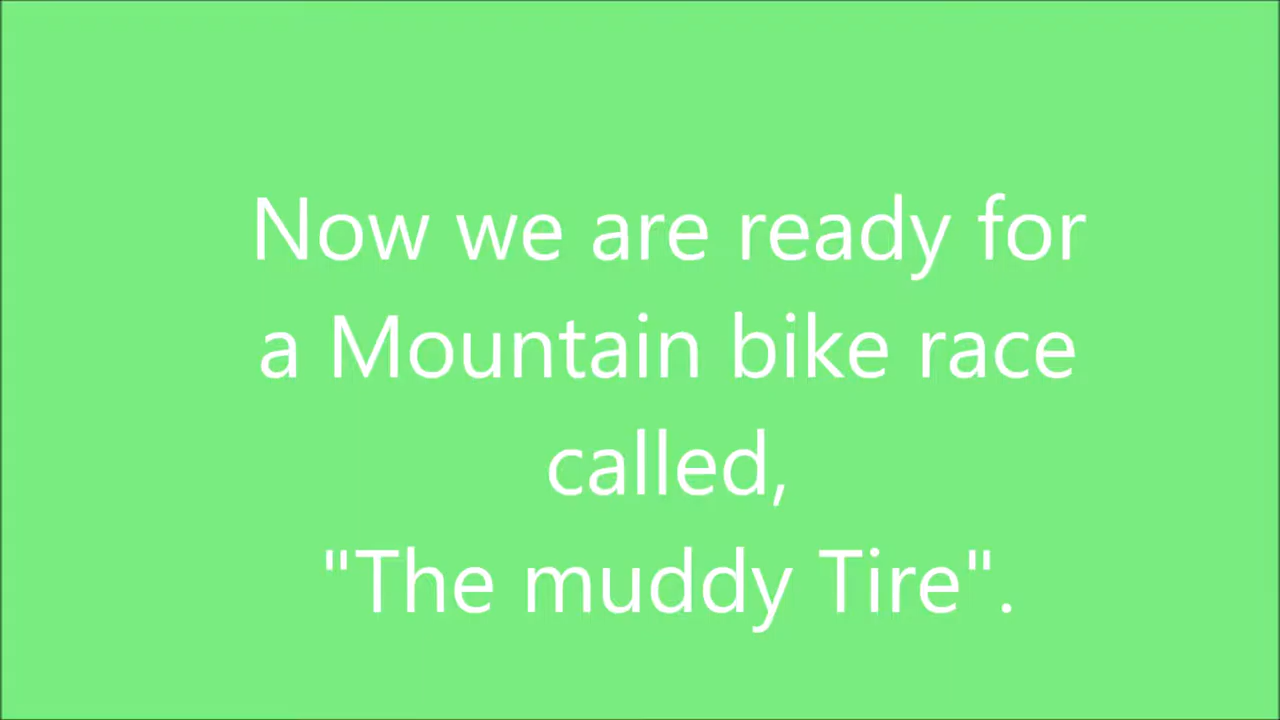 Now we are ready for
a Mountain bike race
called,
"The muddy Tire".